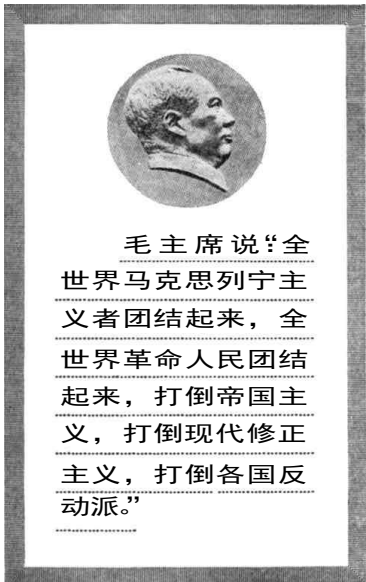 毛主席说:“全
世界马克思列宁主
义者团结起来，全
世界革命人民团结
起来，打倒帝国主
义，打倒现代修正
主义，打倒各国反
动派。”